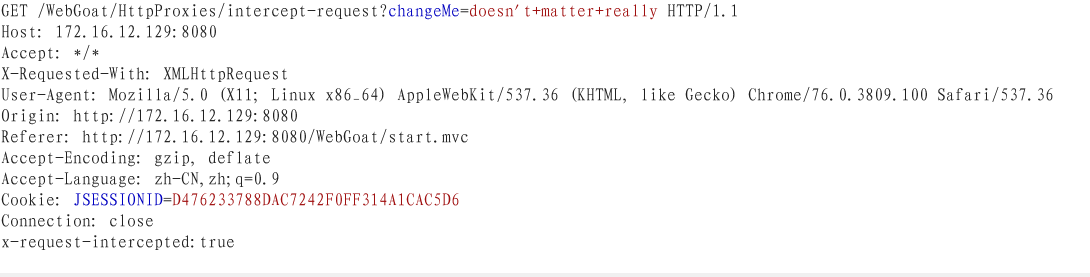 GET /WebGoat/HttpProxies/intercept-request?changeMe=doesn't+matter+really HTTP/1.1
Host: 172.16.12.129:8080
Accept: */*
X-Requested-With: XMLHttpRequest
User-Agent: Mozilla/5.0 (X11; Linux x86_64) AppleWebKit/537.36 (KHTML, like Gecko) Chrome/76.0.3809.100 Safari/537.36
Origin: http://172.16.12.129:8080
Referer: http://172.16.12.129:8080/WebGoat/start.mvc
Accept-Encoding: gzip, deflate
Accept-Language: zh-CN,zh;q=0.9
Cookie: JSESSIONID=D476233788DAC7242F0FF314A1CAC5D6
Connection: close
x-request-intercepted:true